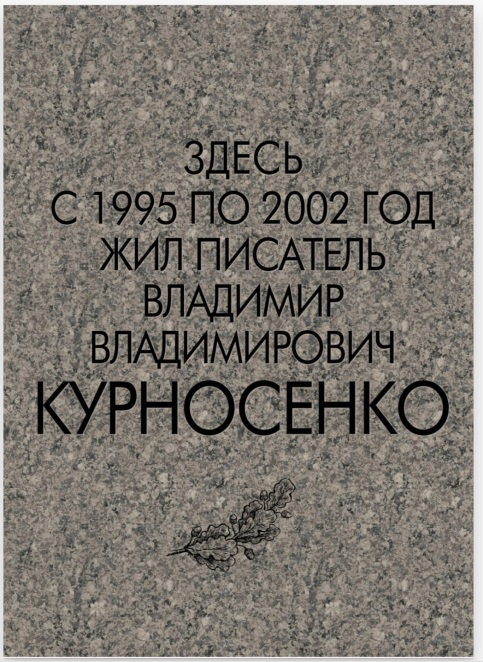 ЗДЕСЬ
С 1995 ПО 2002 ГОД
ЖИЛ ПИСАТЕЛЬ
ВЛАДИМИР
ВЛАДИМИРОВИЧ
КУРНОСЕНКО